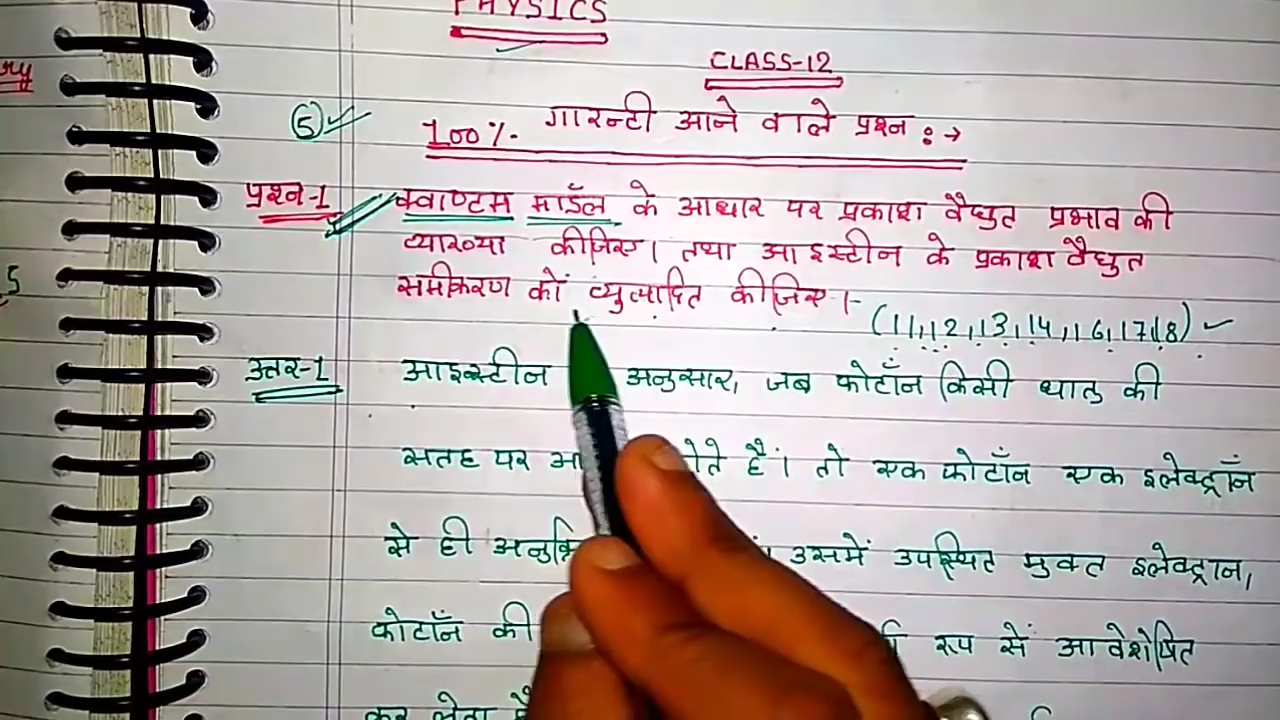 PHYSICS
CLASS-12
5
100%. गारन्टी आने वाले प्रश्न :→
प्रश्न-1 क्वाण्टम मॉडल के आधार पर प्रकाश वैधुत प्रभाव की
व्याख्या कीजिए। तथा आइस्टीन के प्रकाश वैधुत
समीकरण कों व्युत्पादित कीजिए।-
(11,12,13,14,16,17,18)
उत्तर-1 आइस्टीन अनुसार, जब फोटॉन किसी धातु की
सतह पर होते हैं। तो एक फोटॉन एक इलेक्ट्रॉन
से ही उसमें उपस्थित मुक्त इलेक्ट्रान,
फोटॉन की रूप सें आवेशेषित
कर लेता है